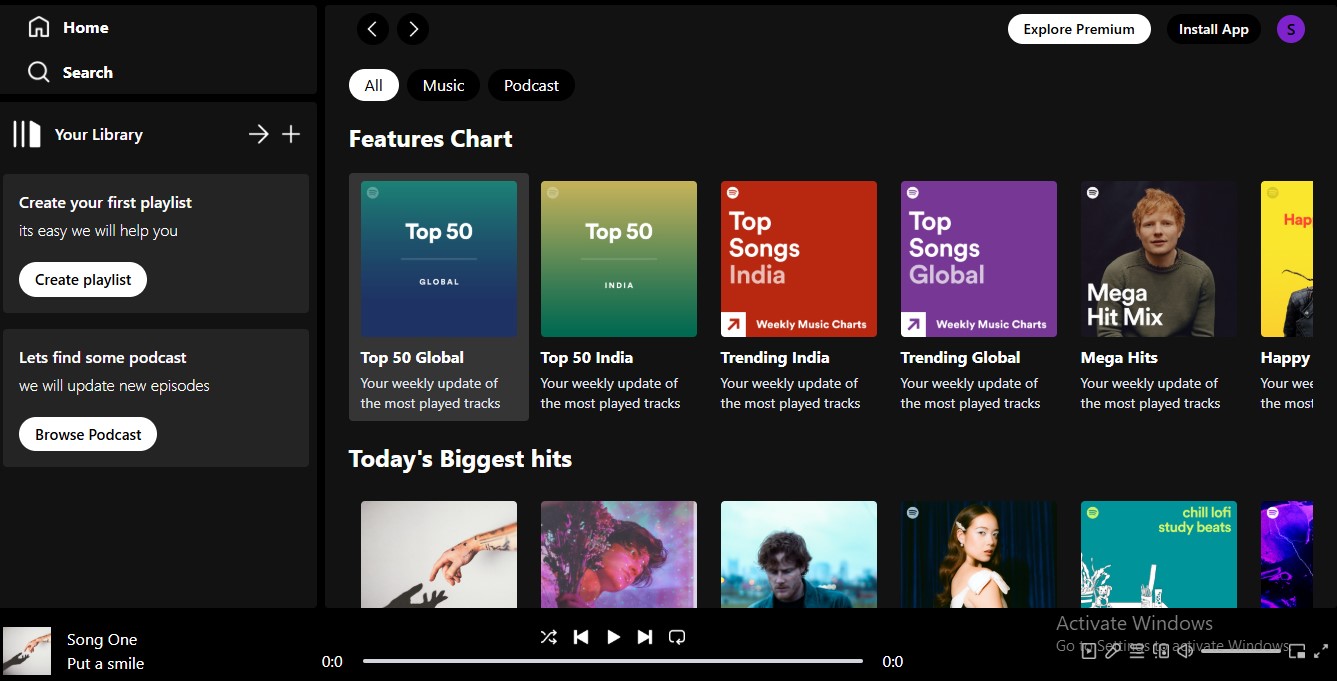 Home
Search
Your Library
Create your first playlist
its easy we will help you
Create playlist
Lets find some podcast
we will update new episodes
Browse Podcast
Explore Premium
Install App
S
All
Music
Podcast
Features Chart
Top 50
GLOBAL
Top 50 Global
Your weekly update of
the most played tracks
Top 50
INDIA
Top 50 India
Your weekly update of
the most played tracks
Top
Songs
India
Weekly Music Charts
Trending India
Your weekly update of
the most played tracks
Top
Songs
Global
Weekly Music Charts
Trending Global
Your weekly update of
the most played tracks
Mega
Hit Mix
Mega Hits
Your weekly update of
the most played tracks
Hap
Happy
Your wee
the most
Today's Biggest hits
chill lofi
study beats
Song One
Put a smile
0:0
0:0
Activate Windows
Go to Settings to activate Windows.